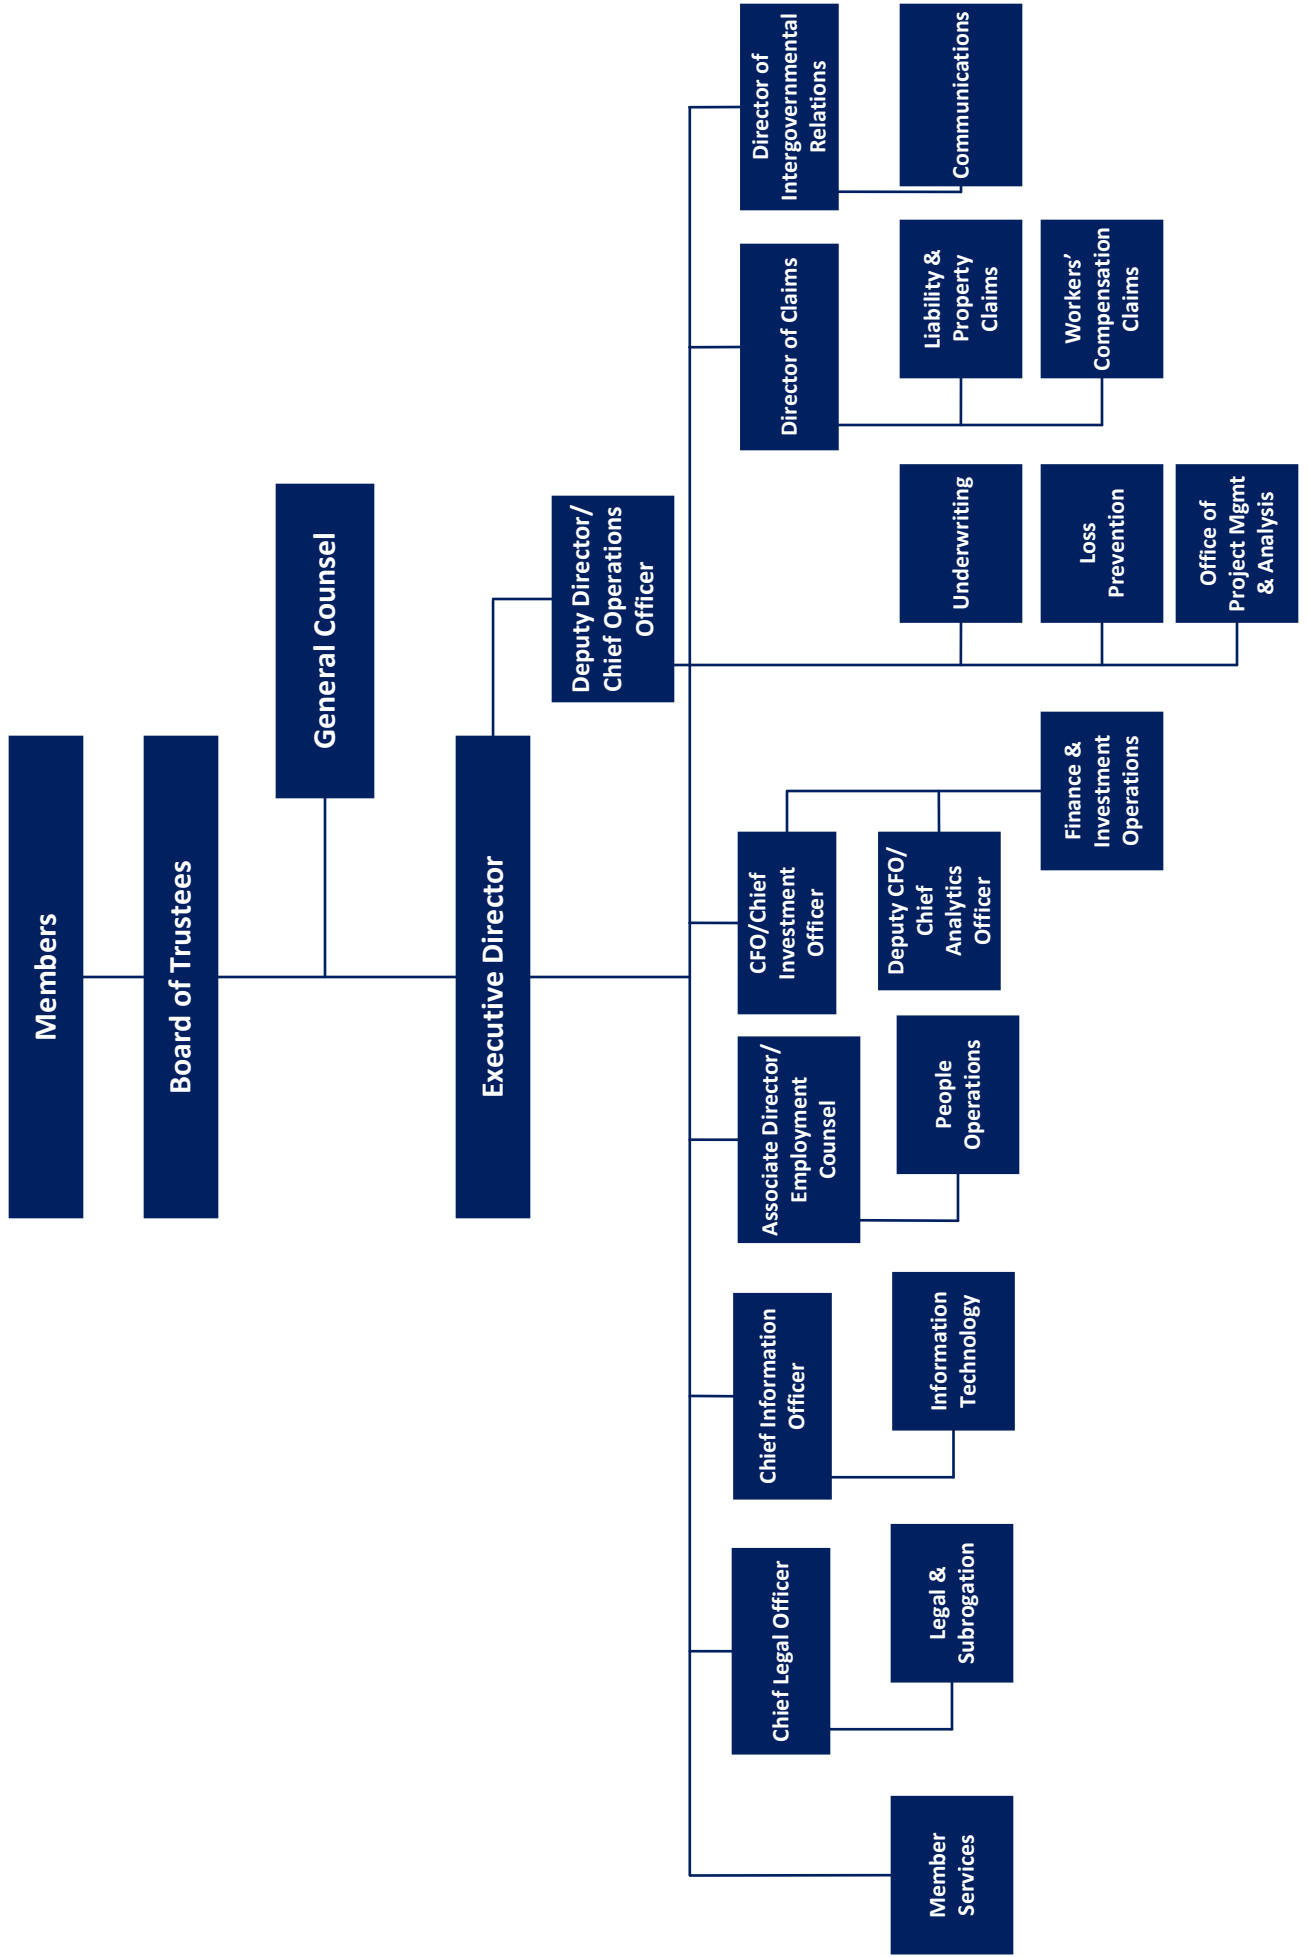 Members
Board of Trustees
General Counsel
Executive Director
Deputy Director/
Chief Operations
Officer
Member
Services
Chief Legal Officer
Legal &
Subrogation
Chief Information
Officer
Information
Technology
Associate Director/
Employment
Counsel
People
Operations
CFO/Chief
Investment
Officer
Deputy CFO/
Chief
Analytics
Officer
Finance &
Investment
Operations
Underwriting
Loss
Prevention
Office of
Project Mgmt
& Analysis
Director of Claims
Liability &
Property
Claims
Workers’
Compensation
Claims
Director of
Intergovernmental
Relations
Communications